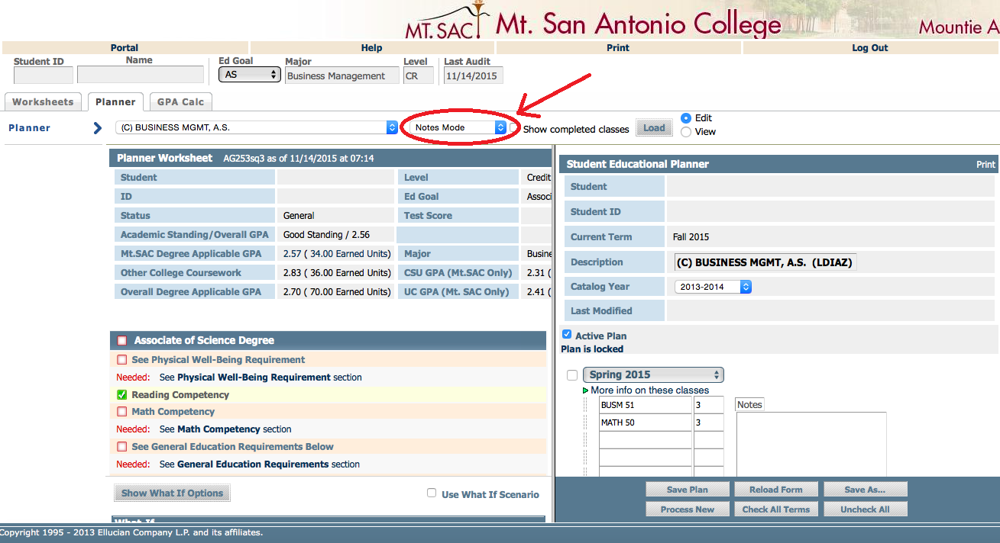 MT. SAC Mt. San Antonio College Mountie A
Portal Help Print Log Out
Student ID Name Ed Goal Major Level Last Audit
AS Business Management CR 11/14/2015
Worksheets Planner GPA Calc
Planner (C) BUSINESS MGMT, A.S. Notes Mode Show completed classes Load Edit
View
Planner Worksheet AG253sq3 as of 11/14/2015 at 07:14
Student Level Credit
ID Ed Goal Associ
Status General Test Score
Academic Standing/Overall GPA Good Standing / 2.56
Mt.SAC Degree Applicable GPA 2.57 ( 34.00 Earned Units) Major Busine
Other College Coursework 2.83 ( 36.00 Earned Units) CSU GPA (Mt.SAC Only) 2.31 (
Overall Degree Applicable GPA 2.70 ( 70.00 Earned Units) UC GPA (Mt. SAC Only) 2.41 (
Associate of Science Degree
See Physical Well-Being Requirement
Needed: See Physical Well-Being Requirement section
Reading Competency
Math Competency
Needed: See Math Competency section
See General Education Requirements Below
Needed: See General Education Requirements section
Show What If Options Use What If Scenario
What If
Student Educational Planner Print
Student
Student ID
Current Term Fall 2015
Description (C) BUSINESS MGMT, A.S. (LDIAZ)
Catalog Year 2013-2014
Last Modified
Active Plan
Plan is locked
Spring 2015
More info on these classes
BUSM 51 3 Notes
MATH 50 3
Save Plan Reload Form Save As...
Process New Check All Terms Uncheck All
Copyright 1995 - 2013 Ellucian Company L.P. and its affiliates.